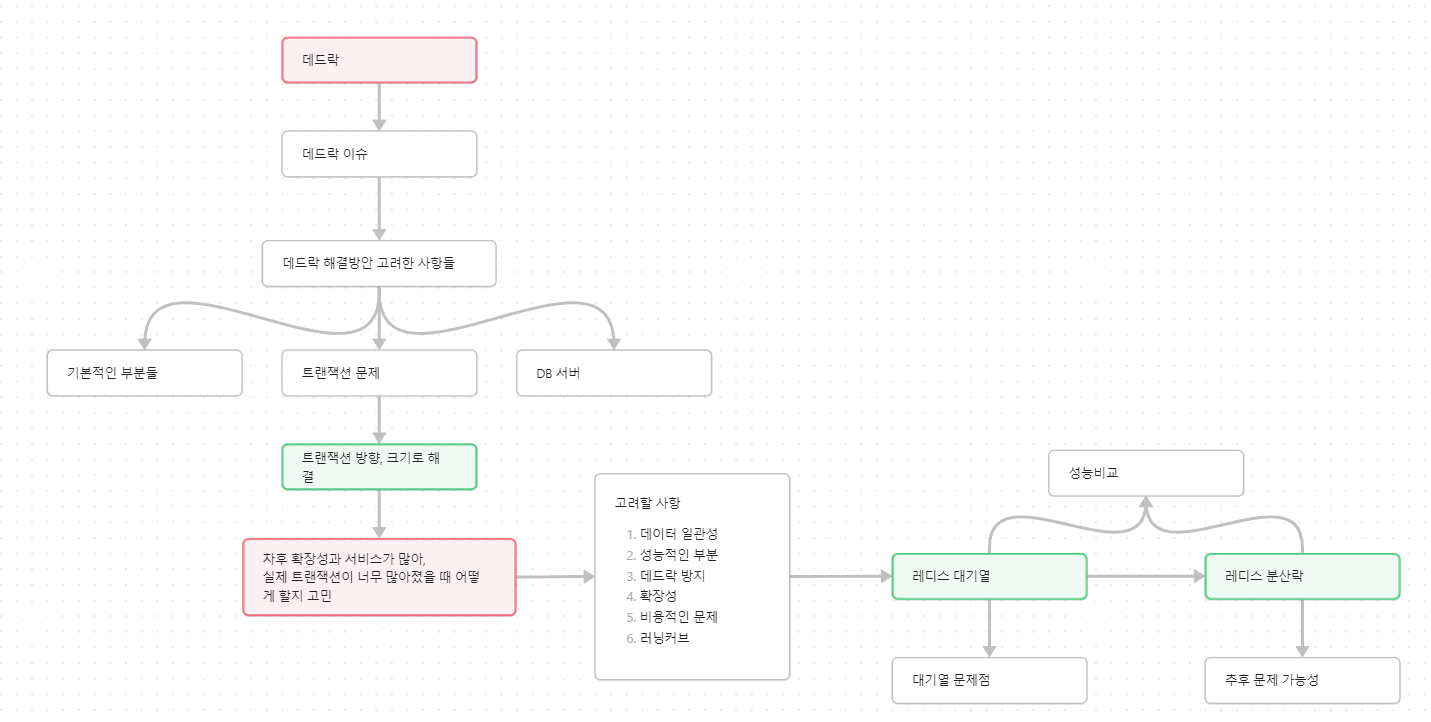 데드락
데드락 이슈
데드락 해결방안 고려한 사항들
기본적인 부분들
트랜잭션 문제
DB 서버
트랜잭션 방향, 크기로 해
결
차후 확장성과 서비스가 많아,
실제 트랜잭션이 너무 많아졌을 때 어떻
게 할지 고민
고려할 사항
1. 데이터 일관성
2. 성능적인 부분
3. 데드락 방지
4. 확장성
5. 비용적인 문제
6. 러닝커브
성능비교
레디스 대기열
레디스 분산락
대기열 문제점
추후 문제 가능성